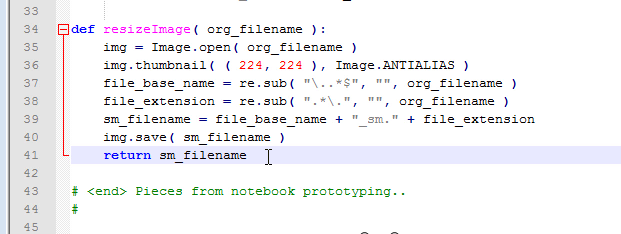 33
34 def resizeImage( org_filename ):
35 img = Image.open( org_filename )
36 img.thumbnail( ( 224, 224 ), Image.ANTIALIAS )
37 file_base_name = re.sub( "\..*$", "", org_filename )
38 file_extension = re.sub( ".*\.", "", org_filename )
39 sm_filename = file_base_name + "_sm." + file_extension
40 img.save( sm_filename )
41 return sm_filename
42
43 # <end> Pieces from notebook prototyping..
44 #
45